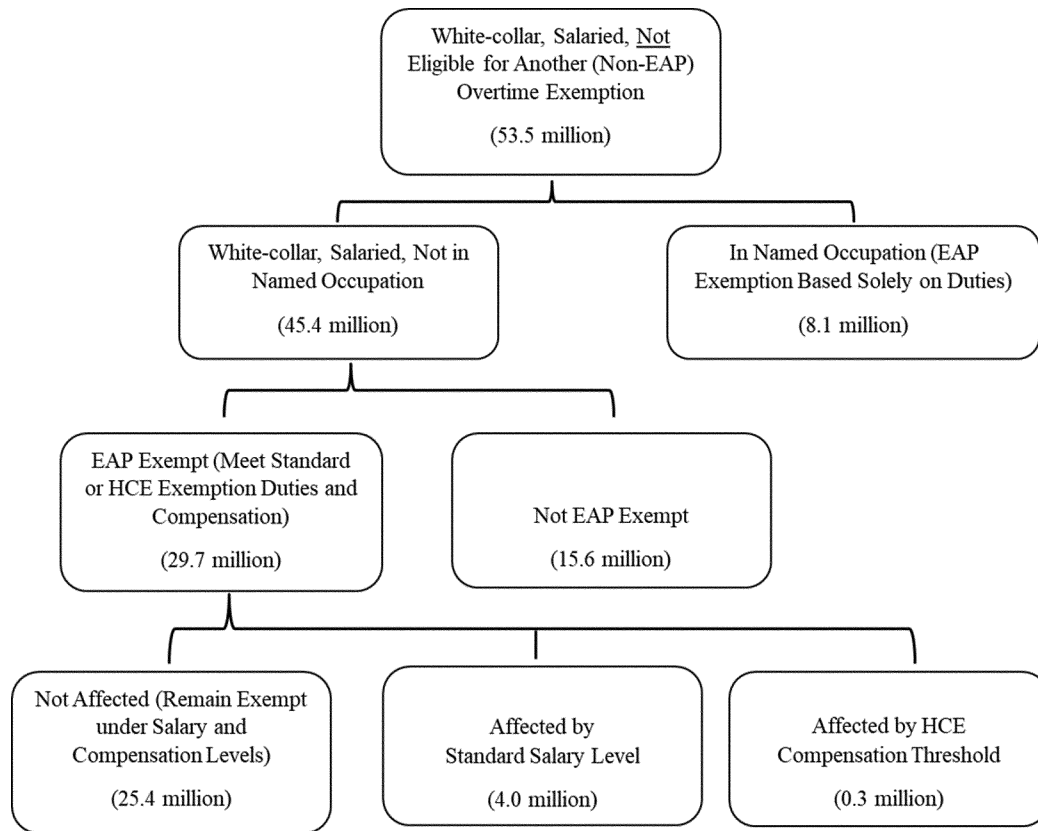 White-collar, Salaried, Not
Eligible for Another (Non-EAP)
Overtime Exemption
(53.5 million)
White-collar, Salaried, Not in
Named Occupation
(45.4 million)
In Named Occupation (EAP
Exemption Based Solely on Duties)
(8.1 million)
EAP Exempt (Meet Standard
or HCE Exemption Duties and
Compensation)
(29.7 million)
Not EAP Exempt
(15.6 million)
Not Affected (Remain Exempt
under Salary and
Compensation Levels)
(25.4 million)
Affected by
Standard Salary Level
(4.0 million)
Affected by HCE
Compensation Threshold
(0.3 million)